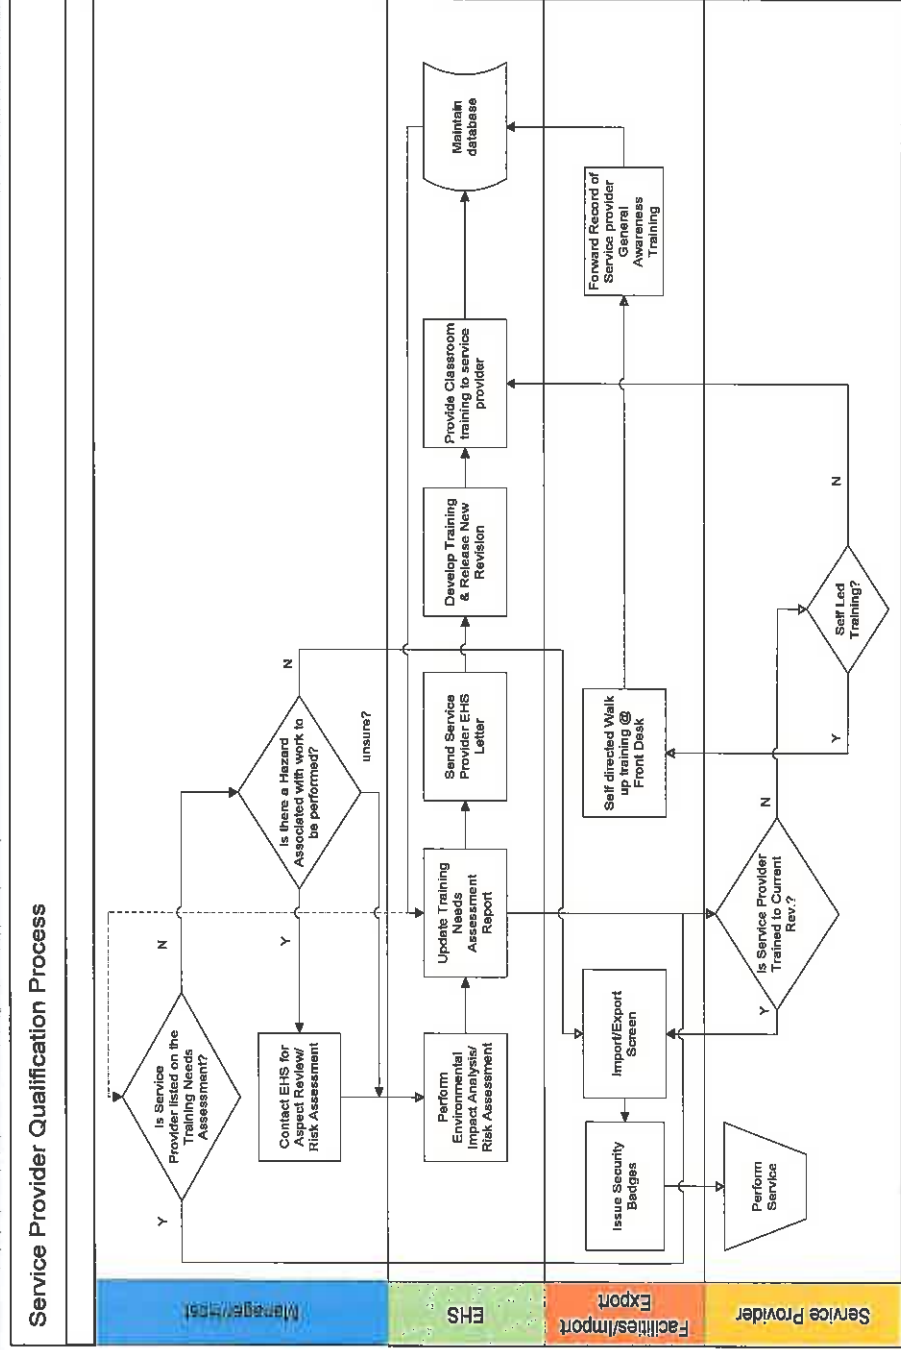 Service Provider Qualification Process
Manager/Host
Is Service
Provider listed on the
Training Needs
Assessment?
Y
N
Is there a Hazard
Associated with work to
be performed?
Y
N
unsure?
Contact EHS for
Aspect Review/
Risk Assessment
EHS
Perform
Environmental
Impact Analysis/
Risk Assessment
Update Training
Needs
Assessment
Report
Send Service
Provider EHS
Letter
Develop Training
& Release New
Revision
Provide Classroom
training to service
provider
Maintain
database
Facilities/Import
Export
Issue Security
Badges
Import/Export
Screen
Self directed Walk
up training @
Front Desk
Forward Record of
Service provider
General
Awareness
Training
Service Provider
Perform
Service
Is Service Provider
Trained to Current
Rev.?
Y
N
Self Led
Training?
Y
N